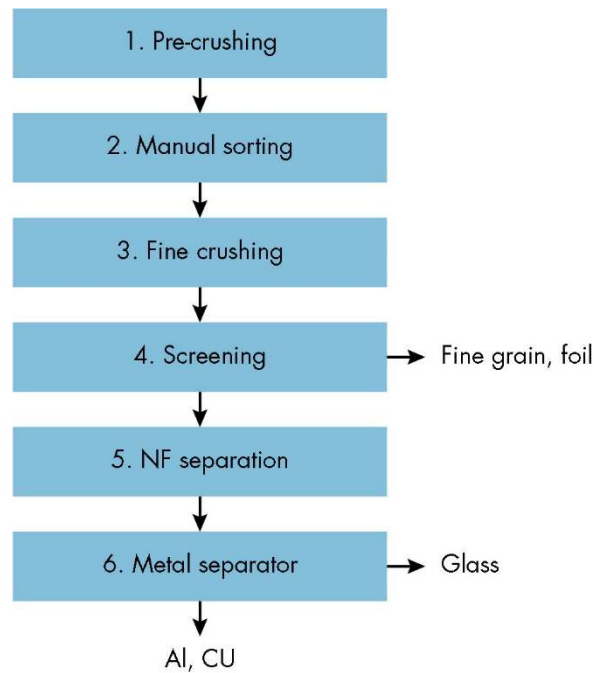 1. Pre-crushing
2. Manual sorting
3. Fine crushing
4. Screening
Fine grain, foil
5. NF separation
6. Metal separator
Glass
Al, CU